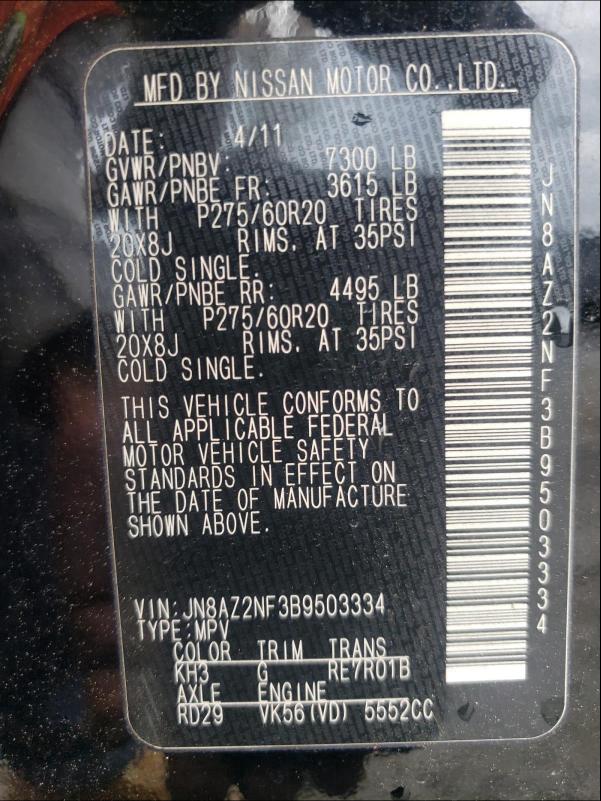 MFD BY NISSAN MOTOR CO.,LTD.
DATE: 4/11
GVWR/PNBV: 7300 LB
GAWR/PNBE FR: 3615 LB
WITH P275/60R20 TIRES
20X8J RIMS. AT 35PSI
COLD SINGLE.
GAWR/PNBE RR: 4495 LB
WITH P275/60R20 TIRES
20X8J RIMS. AT 35PSI
COLD SINGLE.
THIS VEHICLE CONFORMS TO
ALL APPLICABLE FEDERAL
MOTOR VEHICLE SAFETY
STANDARDS IN EFFECT ON
THE DATE OF MANUFACTURE
SHOWN ABOVE.
VIN:JN8AZ2NF3B9503334
TYPE:MPV
COLOR TRIM TRANS
KH3 G RE7R01B
AXLE ENGINE
RD29 VK56(VD) 5552CC
JN8AZ2NF3B9503334